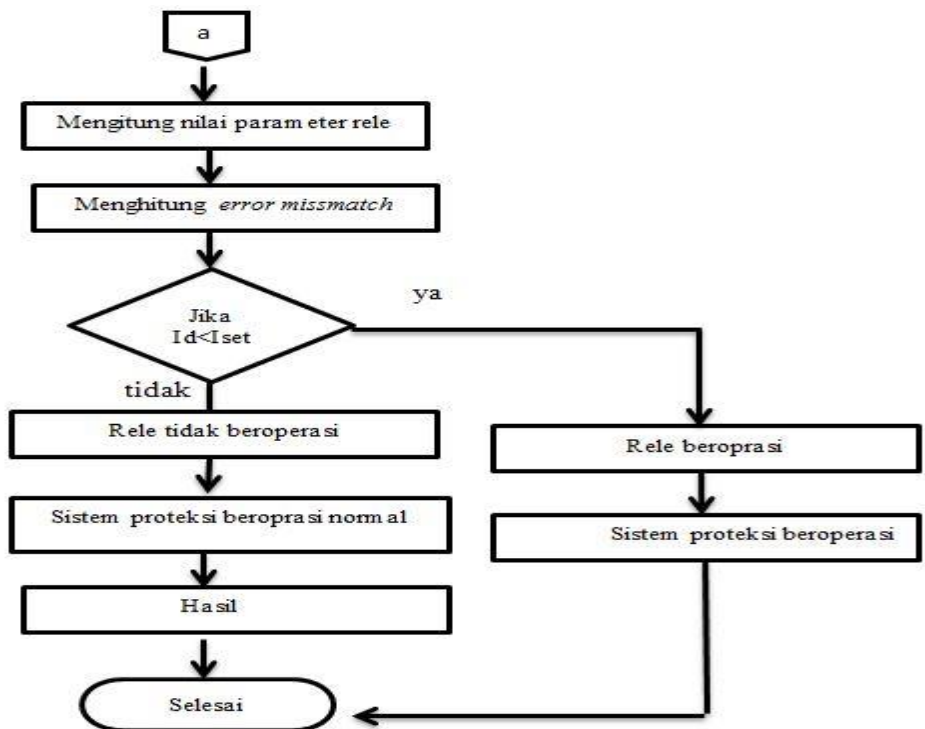 a
Mengitung nilai parameter rele
Menghitung error missmatch
Jika
Id<Iset
ya
tidak
Rele tidak beroperasi
Rele beroprasi
Sistem proteksi beroprasi normal
Sistem proteksi beroperasi
Hasil
Selesai